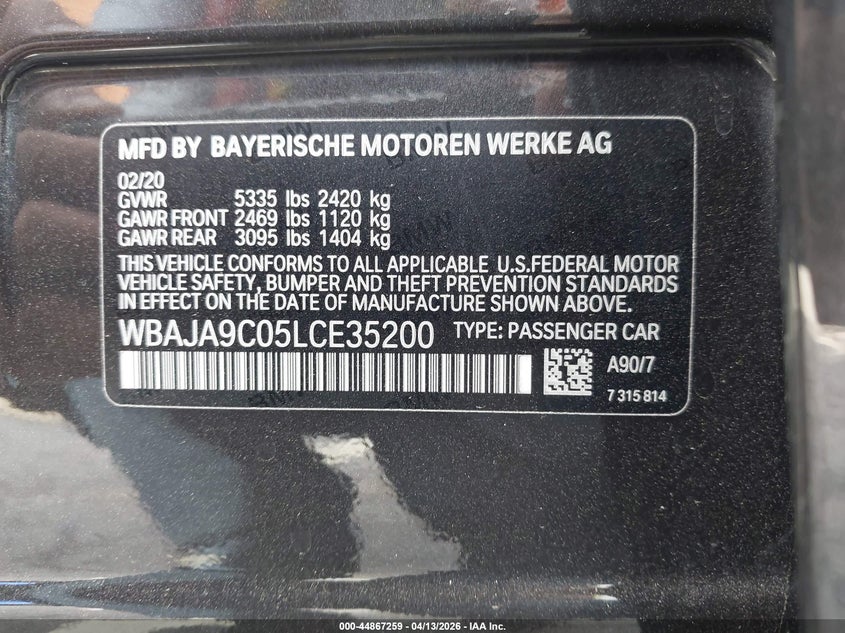 MFD BY BAYERISCHE MOTOREN WERKE AG
02/20
GVWR 5335 lbs 2420 kg
GAWR FRONT 2469 lbs 1120 kg
GAWR REAR 3095 lbs 1404 kg
THIS VEHICLE CONFORMS TO ALL APPLICABLE U.S.FEDERAL MOTOR
VEHICLE SAFETY, BUMPER AND THEFT PREVENTION STANDARDS
IN EFFECT ON THE DATE OF MANUFACTURE SHOWN ABOVE.
WBAJA9C05LCE35200 TYPE: PASSENGER CAR
A90/7
7 315 814
000-44867259 - 04/13/2026 - IAA Inc.